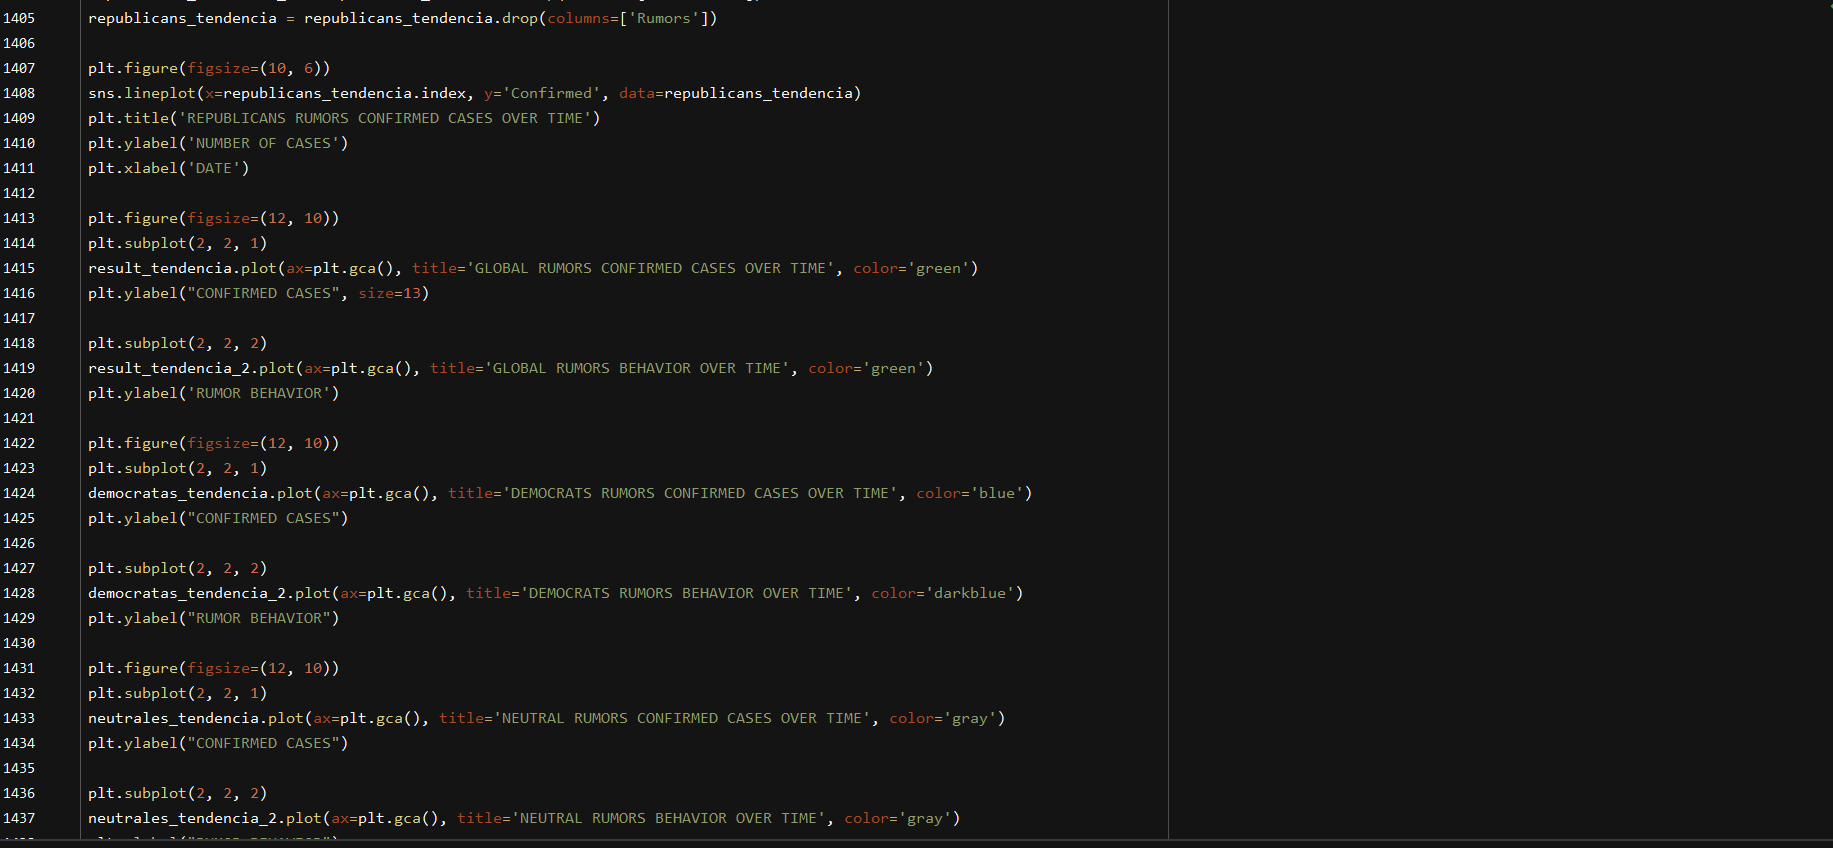 1405 republicans_tendencia = republicans_tendencia.drop(columns=['Rumors'])
1406
1407 plt.figure(figsize=(10, 6))
1408 sns.lineplot(x=republicans_tendencia.index, y='Confirmed', data=republicans_tendencia)
1409 plt.title('REPUBLICANS RUMORS CONFIRMED CASES OVER TIME')
1410 plt.ylabel('NUMBER OF CASES')
1411 plt.xlabel('DATE')
1412
1413 plt.figure(figsize=(12, 10))
1414 plt.subplot(2, 2, 1)
1415 result_tendencia.plot(ax=plt.gca(), title='GLOBAL RUMORS CONFIRMED CASES OVER TIME', color='green')
1416 plt.ylabel("CONFIRMED CASES", size=13)
1417
1418 plt.subplot(2, 2, 2)
1419 result_tendencia_2.plot(ax=plt.gca(), title='GLOBAL RUMORS BEHAVIOR OVER TIME', color='green')
1420 plt.ylabel('RUMOR BEHAVIOR')
1421
1422 plt.figure(figsize=(12, 10))
1423 plt.subplot(2, 2, 1)
1424 democratas_tendencia.plot(ax=plt.gca(), title='DEMOCRATS RUMORS CONFIRMED CASES OVER TIME', color='blue')
1425 plt.ylabel("CONFIRMED CASES")
1426
1427 plt.subplot(2, 2, 2)
1428 democratas_tendencia_2.plot(ax=plt.gca(), title='DEMOCRATS RUMORS BEHAVIOR OVER TIME', color='darkblue')
1429 plt.ylabel("RUMOR BEHAVIOR")
1430
1431 plt.figure(figsize=(12, 10))
1432 plt.subplot(2, 2, 1)
1433 neutrales_tendencia.plot(ax=plt.gca(), title='NEUTRAL RUMORS CONFIRMED CASES OVER TIME', color='gray')
1434 plt.ylabel("CONFIRMED CASES")
1435
1436 plt.subplot(2, 2, 2)
1437 neutrales_tendencia_2.plot(ax=plt.gca(), title='NEUTRAL RUMORS BEHAVIOR OVER TIME', color='gray')